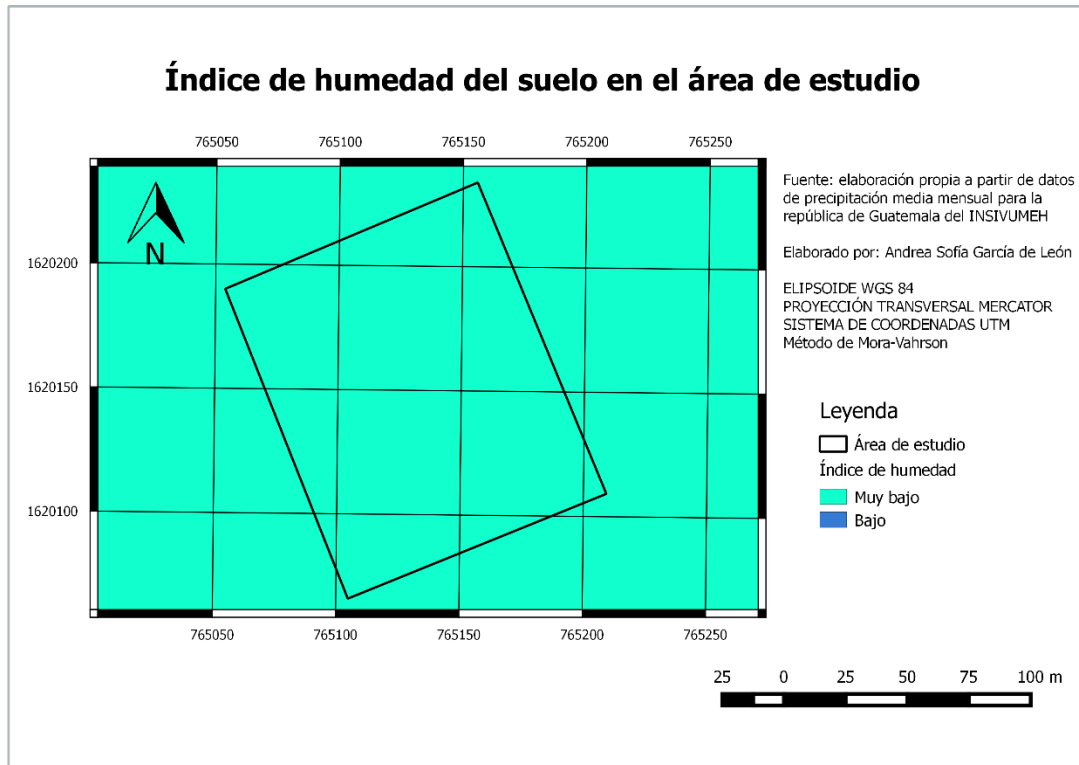 Índice de humedad del suelo en el área de estudio
765050 765100 765150 765200 765250
N
1620200
1620150
1620100
765050 765100 765150 765200 765250
Fuente: elaboración propia a partir de datos
de precipitación media mensual para la
república de Guatemala del INSIVUMEH
Elaborado por: Andrea Sofía García de León
ELIPSOIDE WGS 84
PROYECCIÓN TRANSVERSAL MERCATOR
SISTEMA DE COORDENADAS UTM
Método de Mora-Vahrson
Leyenda
Área de estudio
Índice de humedad
Muy bajo
Bajo
25 0 25 50 75 100 m